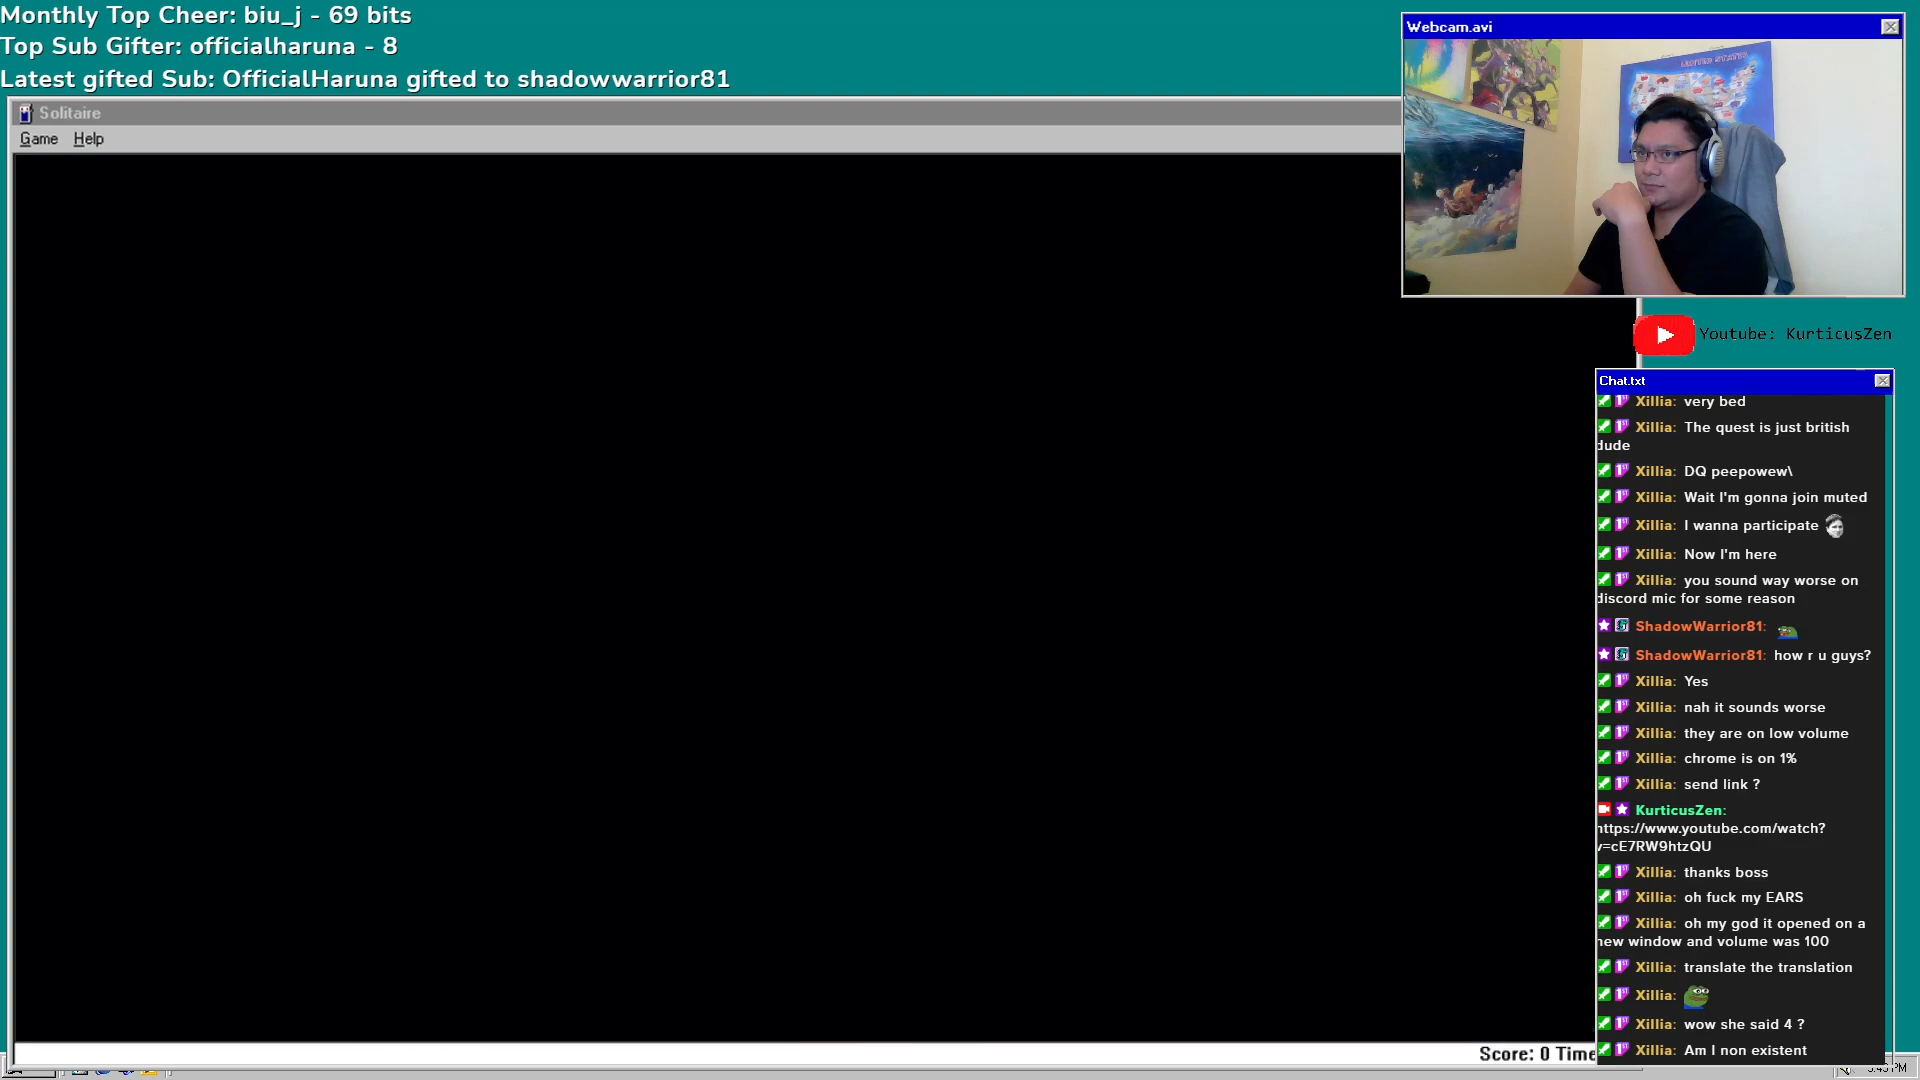 Monthly Top Cheer: biu_j - 69 bits
Top Sub Gifter: officialharuna - 8
Latest gifted Sub: OfficialHaruna gifted to shadowwarrior81
Solitaire
Game Help
Webcam.avi
UNITED STATES
Youtube: KurticusZen
Chat.txt
Xillia: very bed
Xillia: The quest is just british
dude
Xillia: DQ peepowew\
Xillia: Wait I'm gonna join muted
Xillia: I wanna participate
Xillia: Now I'm here
Xillia: you sound way worse on
discord mic for some reason
ShadowWarrior81:
ShadowWarrior81: how r u guys?
Xillia: Yes
Xillia: nah it sounds worse
Xillia: they are on low volume
Xillia: chrome is on 1%
Xillia: send link ?
KurticusZen:
https://www.youtube.com/watch?
v=cE7RW9htzQU
Xillia: thanks boss
Xillia: oh fuck my EARS
Xillia: oh my god it opened on a
new window and volume was 100
Xillia: translate the translation
Xillia:
Xillia: wow she said 4 ?
Xillia: Am I non existent
Score: 0 Time